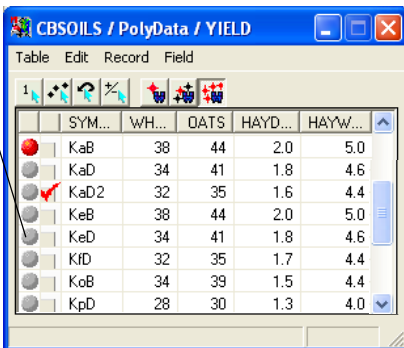 CBSOILS / PolyData / YIELD
Table Edit Record Field
1 +/-
SYM... WH... OATS HAYD... HAYW...
KaB 38 44 2.0 5.0
KaD 34 41 1.8 4.6
KaD2 32 35 1.6 4.4
KeB 38 44 2.0 5.0
KeD 34 41 1.8 4.6
KfD 32 35 1.7 4.4
KoB 34 39 1.5 4.4
KpD 28 30 1.3 4.0